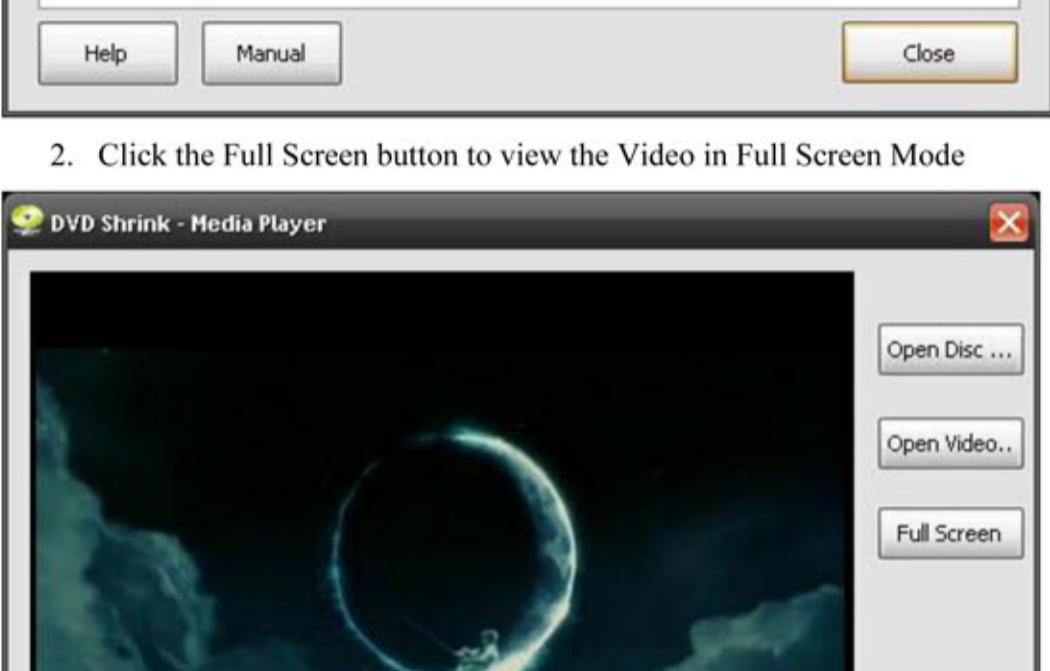 Help
Manual
Close
2. Click the Full Screen button to view the Video in Full Screen Mode
DVD Shrink - Media Player
Open Disc ...
Open Video..
Full Screen